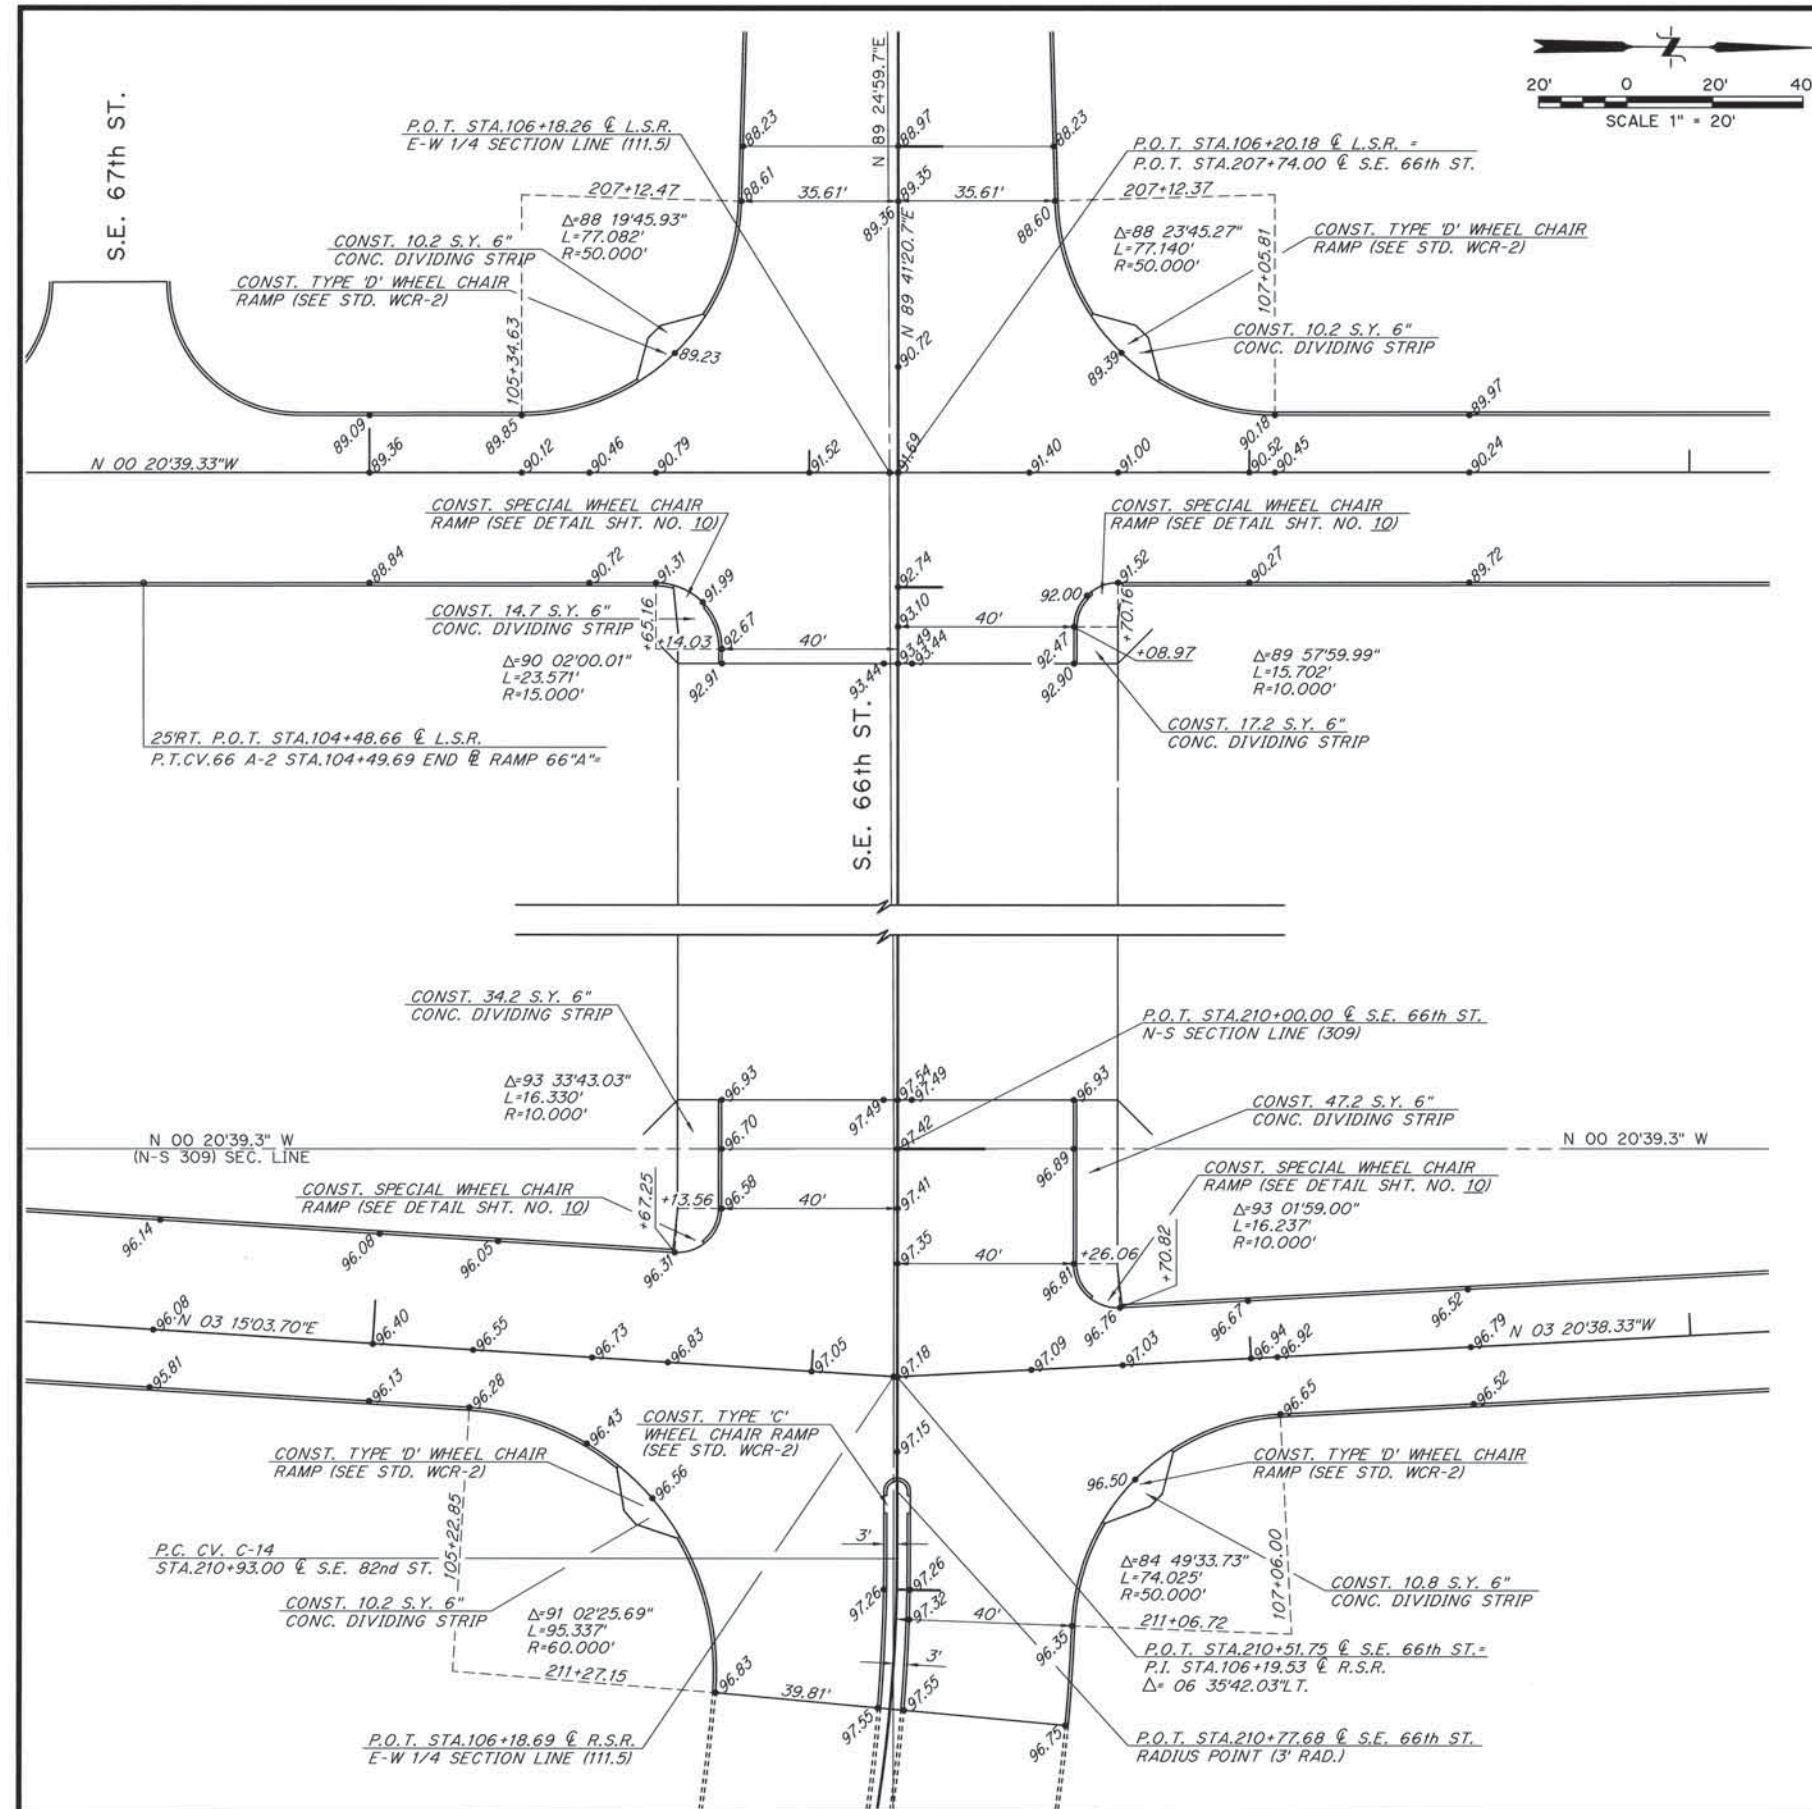 S.E. 67th ST.
20' 0 20' 40
SCALE 1" = 20'
N 89 24'59.7"E.
P.O.T. STA.106+18.26 ℄ L.S.R.
E-W 1/4 SECTION LINE (111.5)
88.23
88.97
88.23
P.O.T. STA.106+20.18 ℄ L.S.R. =
P.O.T. STA.207+74.00 ℄ S.E. 66th ST.
207+12.47
88.61
35.61'
89.35
35.61'
207+12.37
89.36
88.60
N 89 41'20.7"E
Δ=88 19'45.93"
L=77.082'
R=50.000'
Δ=88 23'45.27"
L=77.140'
R=50.000'
CONST. 10.2 S.Y. 6"
CONC. DIVIDING STRIP
CONST. TYPE 'D' WHEEL CHAIR
RAMP (SEE STD. WCR-2)
CONST. TYPE 'D' WHEEL CHAIR
RAMP (SEE STD. WCR-2)
107+05.81
105+34.63
CONST. 10.2 S.Y. 6"
CONC. DIVIDING STRIP
89.23
90.72
89.39
89.09
89.85
90.18
89.97
N 00 20'39.33"W
89.36
90.12
90.46
90.79
91.52
91.69
91.40
91.00
90.52
90.45
90.24
CONST. SPECIAL WHEEL CHAIR
RAMP (SEE DETAIL SHT. NO. 10)
CONST. SPECIAL WHEEL CHAIR
RAMP (SEE DETAIL SHT. NO. 10)
88.84
90.72
91.31
91.99
92.74
92.00
91.52
90.27
89.72
CONST. 14.7 S.Y. 6"
CONC. DIVIDING STRIP
+65.16
+14.03
92.67
40'
93.10
40'
93.49
93.44
92.47
+70.16
+08.97
Δ=90 02'00.01"
L=23.571'
R=15.000'
92.91
93.44
92.90
Δ=89 57'59.99"
L=15.702'
R=10.000'
CONST. 17.2 S.Y. 6"
CONC. DIVIDING STRIP
25'RT. P.O.T. STA.104+48.66 ℄ L.S.R.
P.T.CV.66 A-2 STA.104+49.69 END ℞ RAMP 66"A"=
S.E. 66th ST.
CONST. 34.2 S.Y. 6"
CONC. DIVIDING STRIP
P.O.T. STA.210+00.00 ℄ S.E. 66th ST.
N-S SECTION LINE (309)
Δ=93 33'43.03"
L=16.330'
R=10.000'
96.93
97.54
97.49
97.49
96.93
CONST. 47.2 S.Y. 6"
CONC. DIVIDING STRIP
N 00 20'39.3" W
(N-S 309) SEC. LINE
96.70
97.42
96.89
N 00 20'39.3" W
CONST. SPECIAL WHEEL CHAIR
RAMP (SEE DETAIL SHT. NO. 10)
+67.25
+13.56
96.58
40'
97.41
CONST. SPECIAL WHEEL CHAIR
RAMP (SEE DETAIL SHT. NO. 10)
Δ=93 01'59.00"
L=16.237'
R=10.000'
96.14
96.08
96.05
96.31
97.35
40'
+26.06
96.81
+70.82
96.76
96.67
96.52
96.08
N 03 15'03.70"E
96.40
96.55
96.73
96.83
97.05
97.18
97.09
97.03
96.94
96.92
96.79
N 03 20'38.33"W
95.81
96.13
96.28
96.43
96.65
96.52
CONST. TYPE 'C'
WHEEL CHAIR RAMP
(SEE STD. WCR-2)
97.15
CONST. TYPE 'D' WHEEL CHAIR
RAMP (SEE STD. WCR-2)
96.56
96.50
CONST. TYPE 'D' WHEEL CHAIR
RAMP (SEE STD. WCR-2)
105+22.85
P.C. CV. C-14
STA.210+93.00 ℄ S.E. 82nd ST.
3'
107+06.00
Δ=84 49'33.73"
L=74.025'
R=50.000'
CONST. 10.8 S.Y. 6"
CONC. DIVIDING STRIP
CONST. 10.2 S.Y. 6"
CONC. DIVIDING STRIP
97.26
97.26
97.32
40'
211+06.72
Δ=91 02'25.69"
L=95.337'
R=60.000'
96.35
3'
P.O.T. STA.210+51.75 ℄ S.E. 66th ST.=
P.I. STA.106+19.53 ℄ R.S.R.
Δ= 06 35'42.03"LT.
211+27.15
96.83
39.81'
97.55
97.55
96.75
P.O.T. STA.106+18.69 ℄ R.S.R.
E-W 1/4 SECTION LINE (111.5)
P.O.T. STA.210+77.68 ℄ S.E. 66th ST.
RADIUS POINT (3' RAD.)